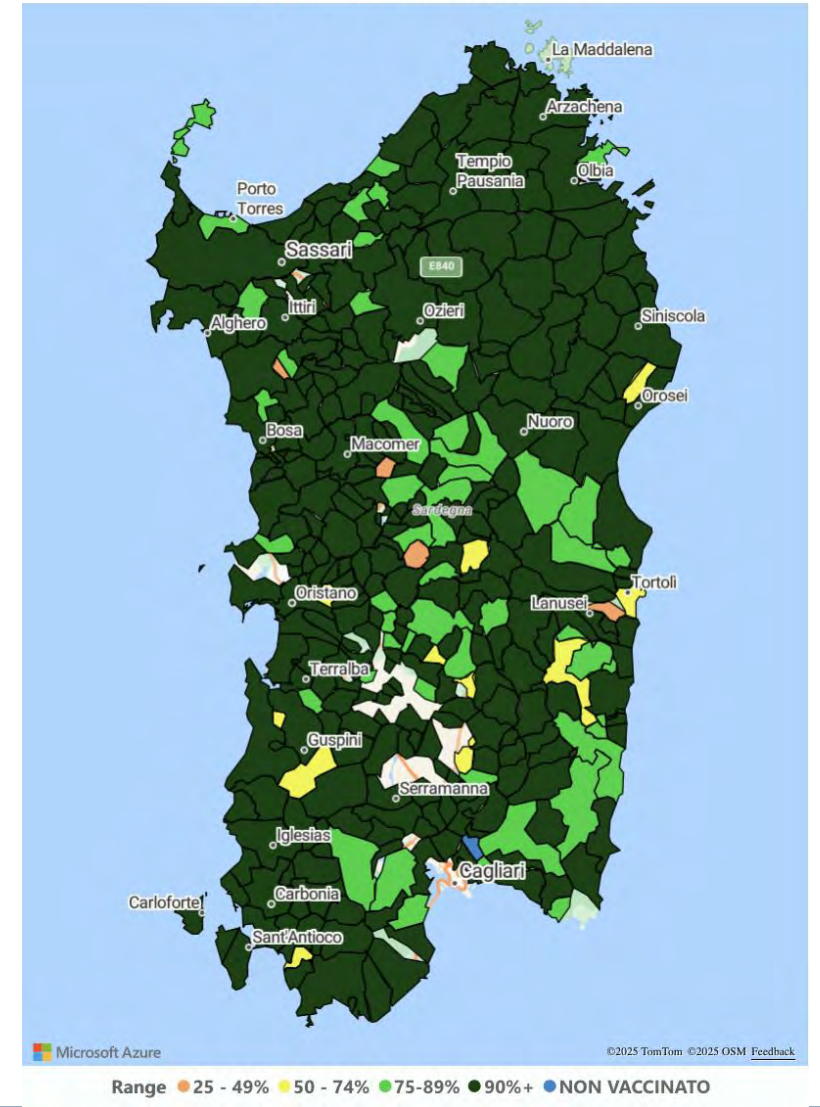 La Maddalena
Arzachena
Tempio
Pausania
Olbia
Porto
Torres
Sassari
E840
Ittiri
Ozieri
Siniscola
Alghero
Orosei
Nuoro
Bosa
Macomer
Sardegna
Tortolì
Oristano
Lanusei
Terralba
Guspini
Serramanna
Iglesias
Cagliari
Carbonia
Carloforte
Sant'Antioco
Microsoft Azure
©2025 TomTom ©2025 OSM Feedback
Range 25 - 49% 50 - 74% 75-89% 90%+ NON VACCINATO